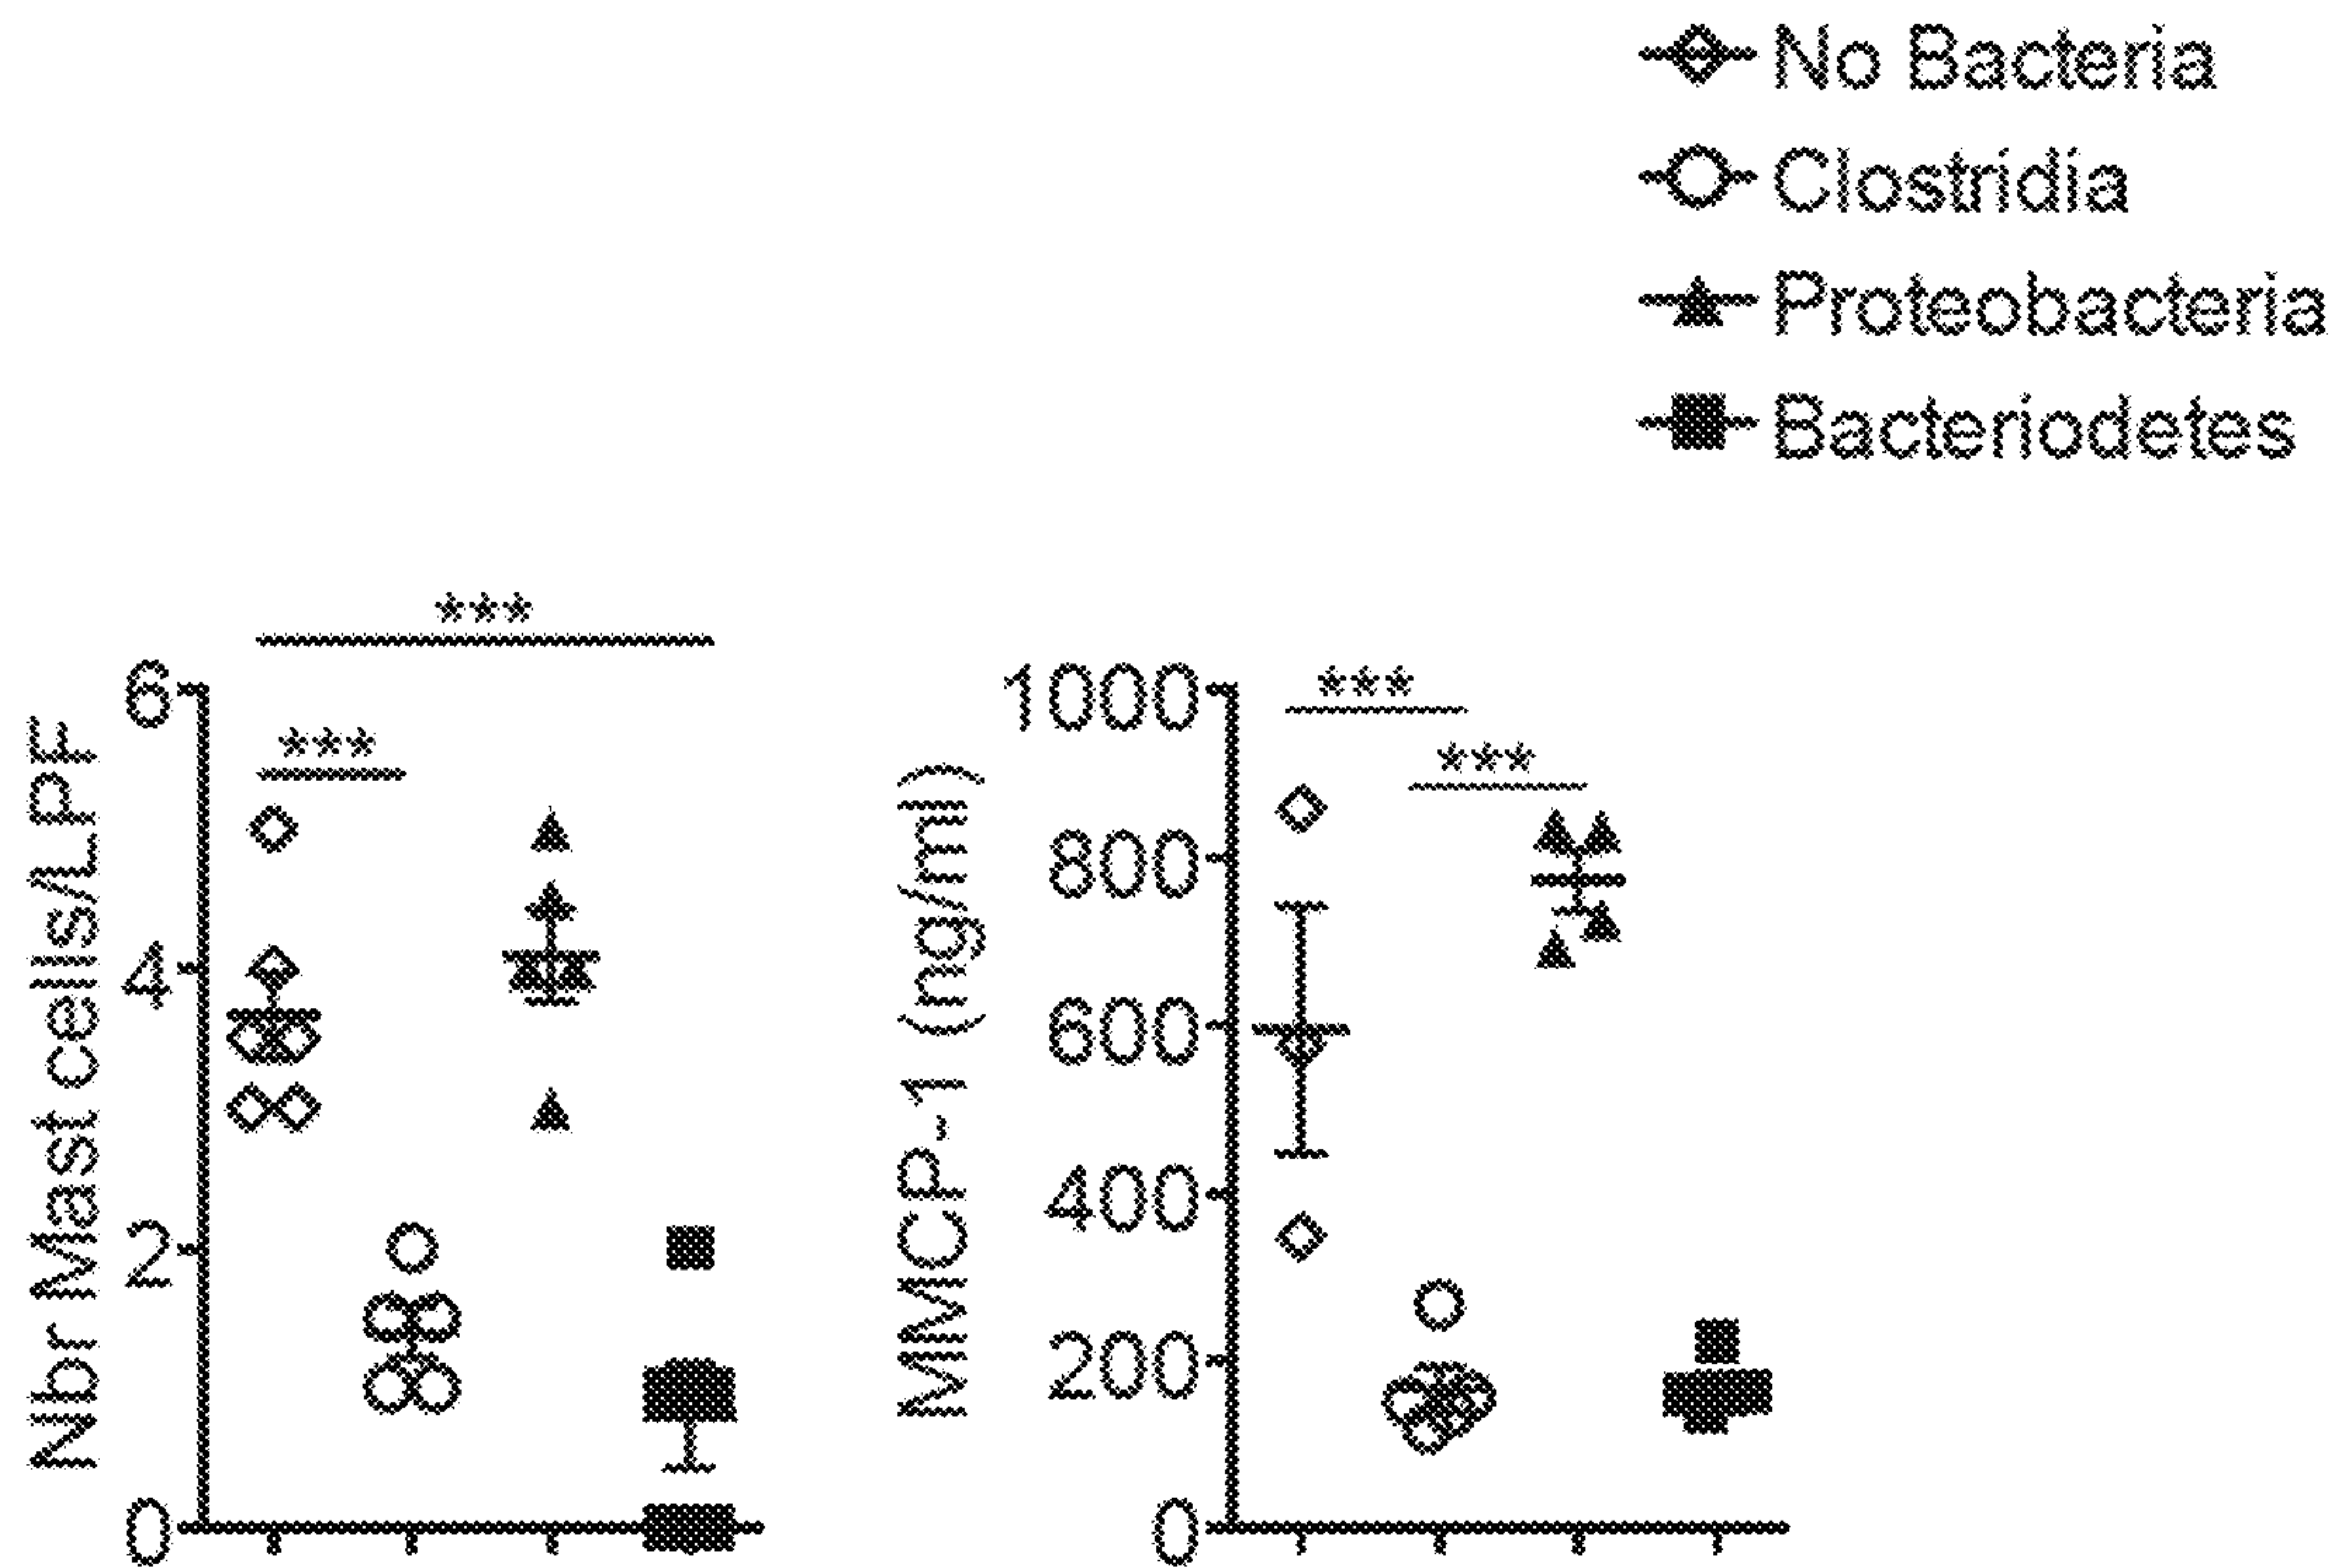 No Bacteria
Clostridia
Proteobacteria
Bacteriodetes
***
***
6
4
2
0
Nbr Mast cells/LPF
***
***
1000
800
600
400
200
0
MMCP-1 (ng/ml)